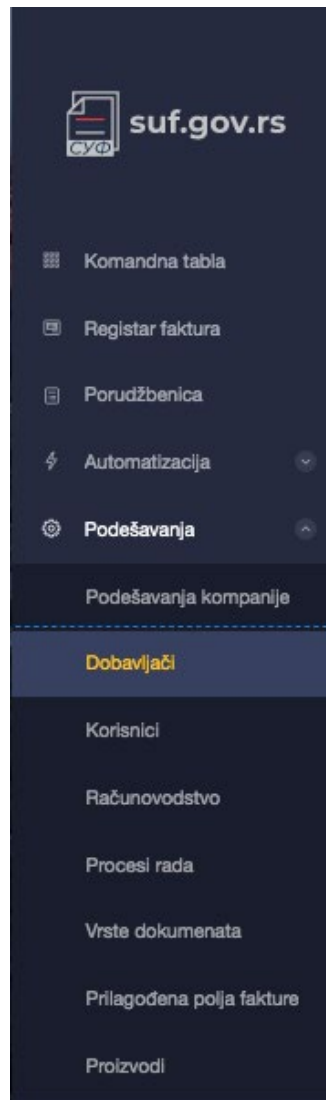 СУФ
suf.gov.rs
Komandna tabla
Registar faktura
Porudžbenica
Automatizacija
Podešavanja
Podešavanja kompanije
Dobavljači
Korisnici
Računovodstvo
Procesi rada
Vrste dokumenata
Prilagođena polja fakture
Proizvodi